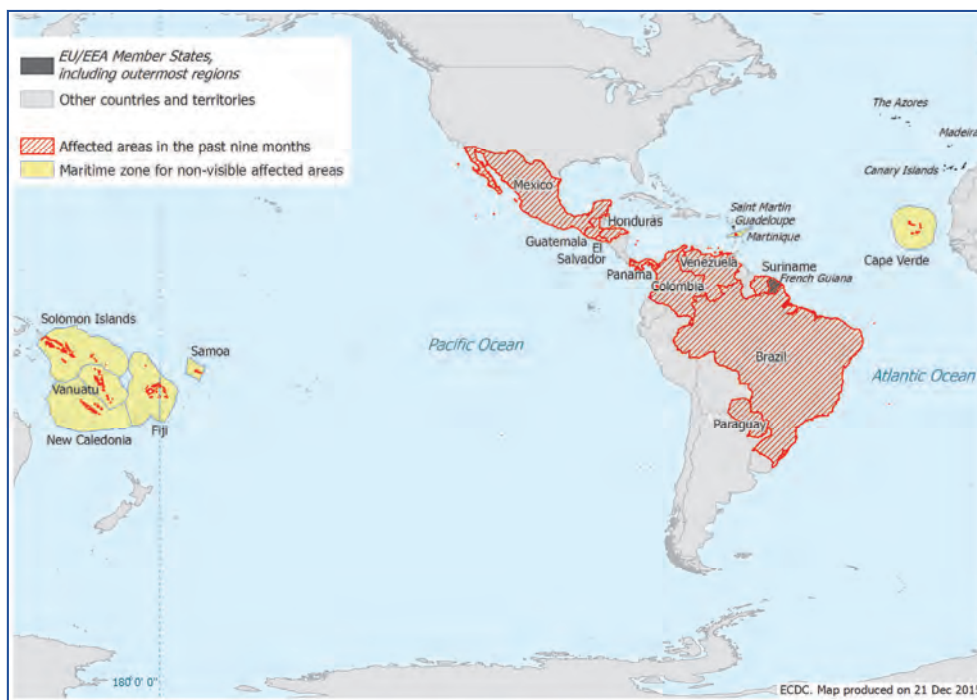 EU/EEA Member States,
including outermost regions
Other countries and territories
Affected areas in the past nine months
Maritime zone for non-visible affected areas
The Azores
Madeira
Canary Islands
Cape Verde
Mexico
Honduras
Guatemala
El
Salvador
Panama
Saint Martin
Guadeloupe
Martinique
Venezuela
Colombia
Suriname
French Guiana
Brazil
Paraguay
Solomon Islands
Samoa
Vanuatu
New Caledonia
Fiji
Pacific Ocean
Atlantic Ocean
180°0' 0"
ECDC. Map produced on 21 Dec